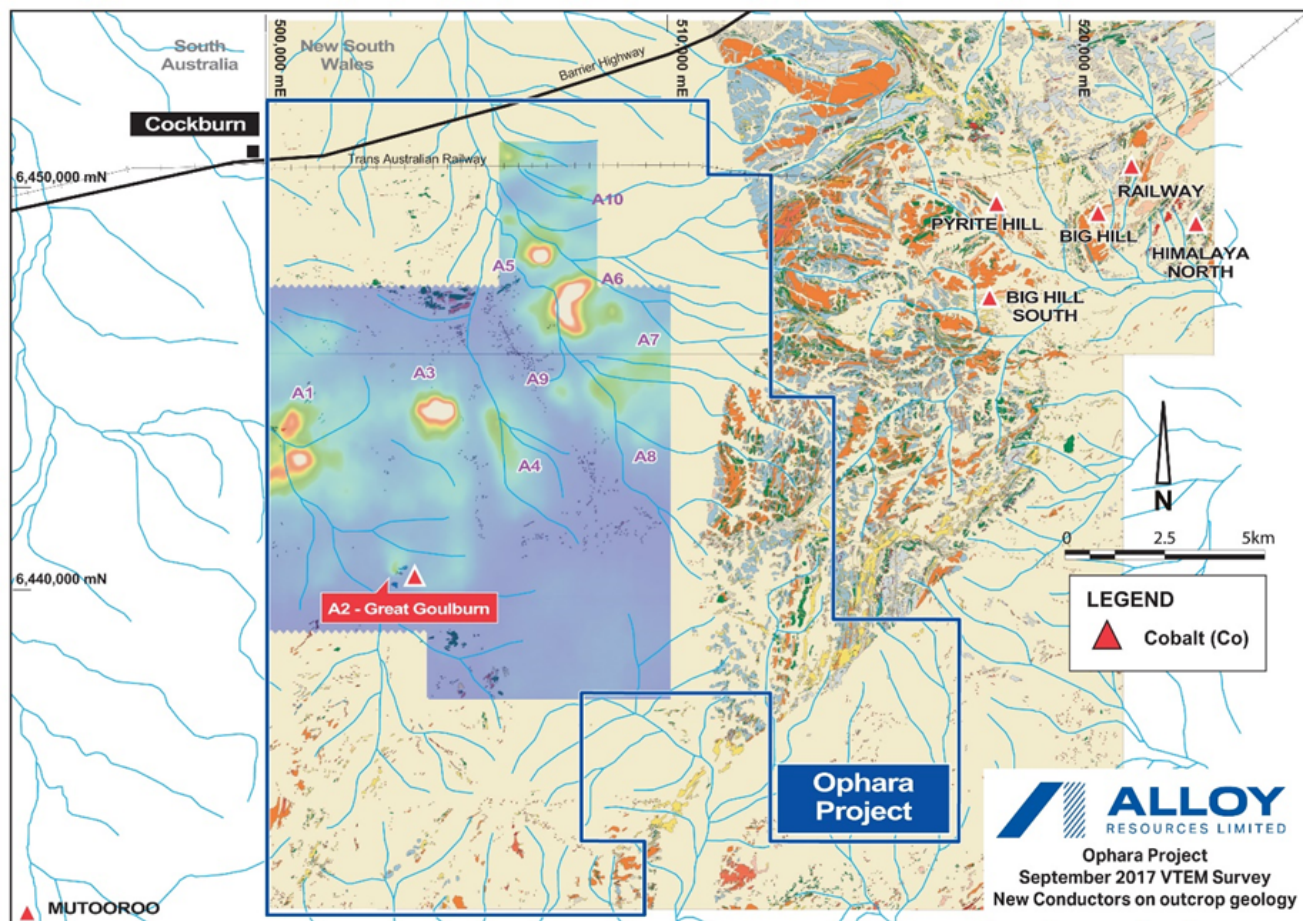 South
Australia
New South
Wales
500,000 mE
510,000 mE
520,000 mE
Barrier Highway
Cockburn
Trans Australian Railway
6,450,000 mN
RAILWAY
PYRITE HILL
BIG HILL
HIMALAYA
NORTH
BIG HILL
SOUTH
A10
A5
A6
A7
A1
A3
A9
A4
A8
N
0 2.5 5km
6,440,000 mN
A2 - Great Goulburn
LEGEND
Cobalt (Co)
Ophara
Project
ALLOY
RESOURCES LIMITED
Ophara Project
September 2017 VTEM Survey
New Conductors on outcrop geology
MUTOOROO